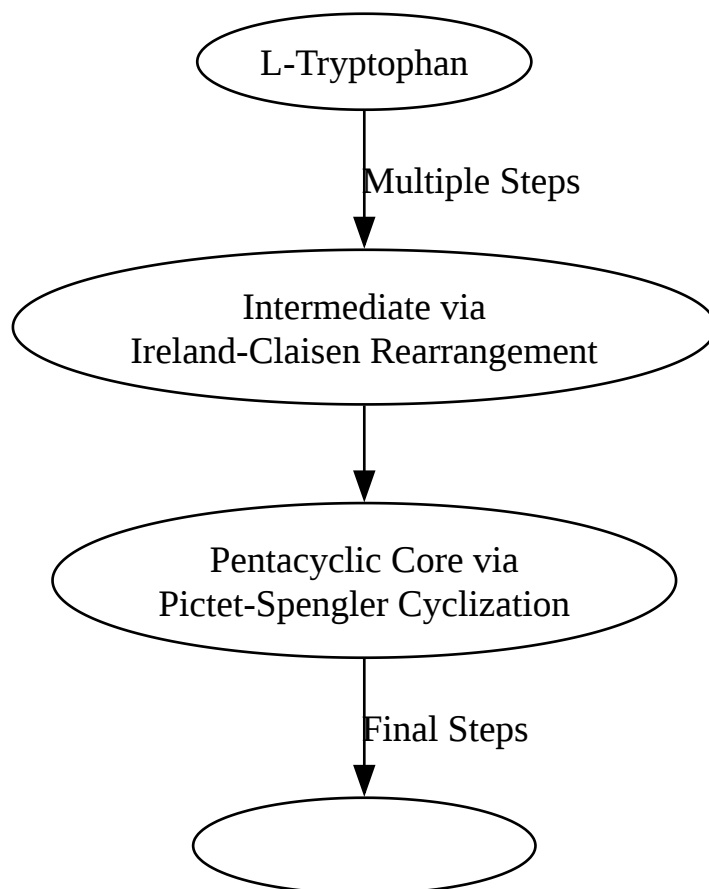 L-Tryptophan
Multiple Steps
Intermediate via
Ireland-Claisen Rearrangement
Pentacyclic Core via
Pictet-Spengler Cyclization
Final Steps